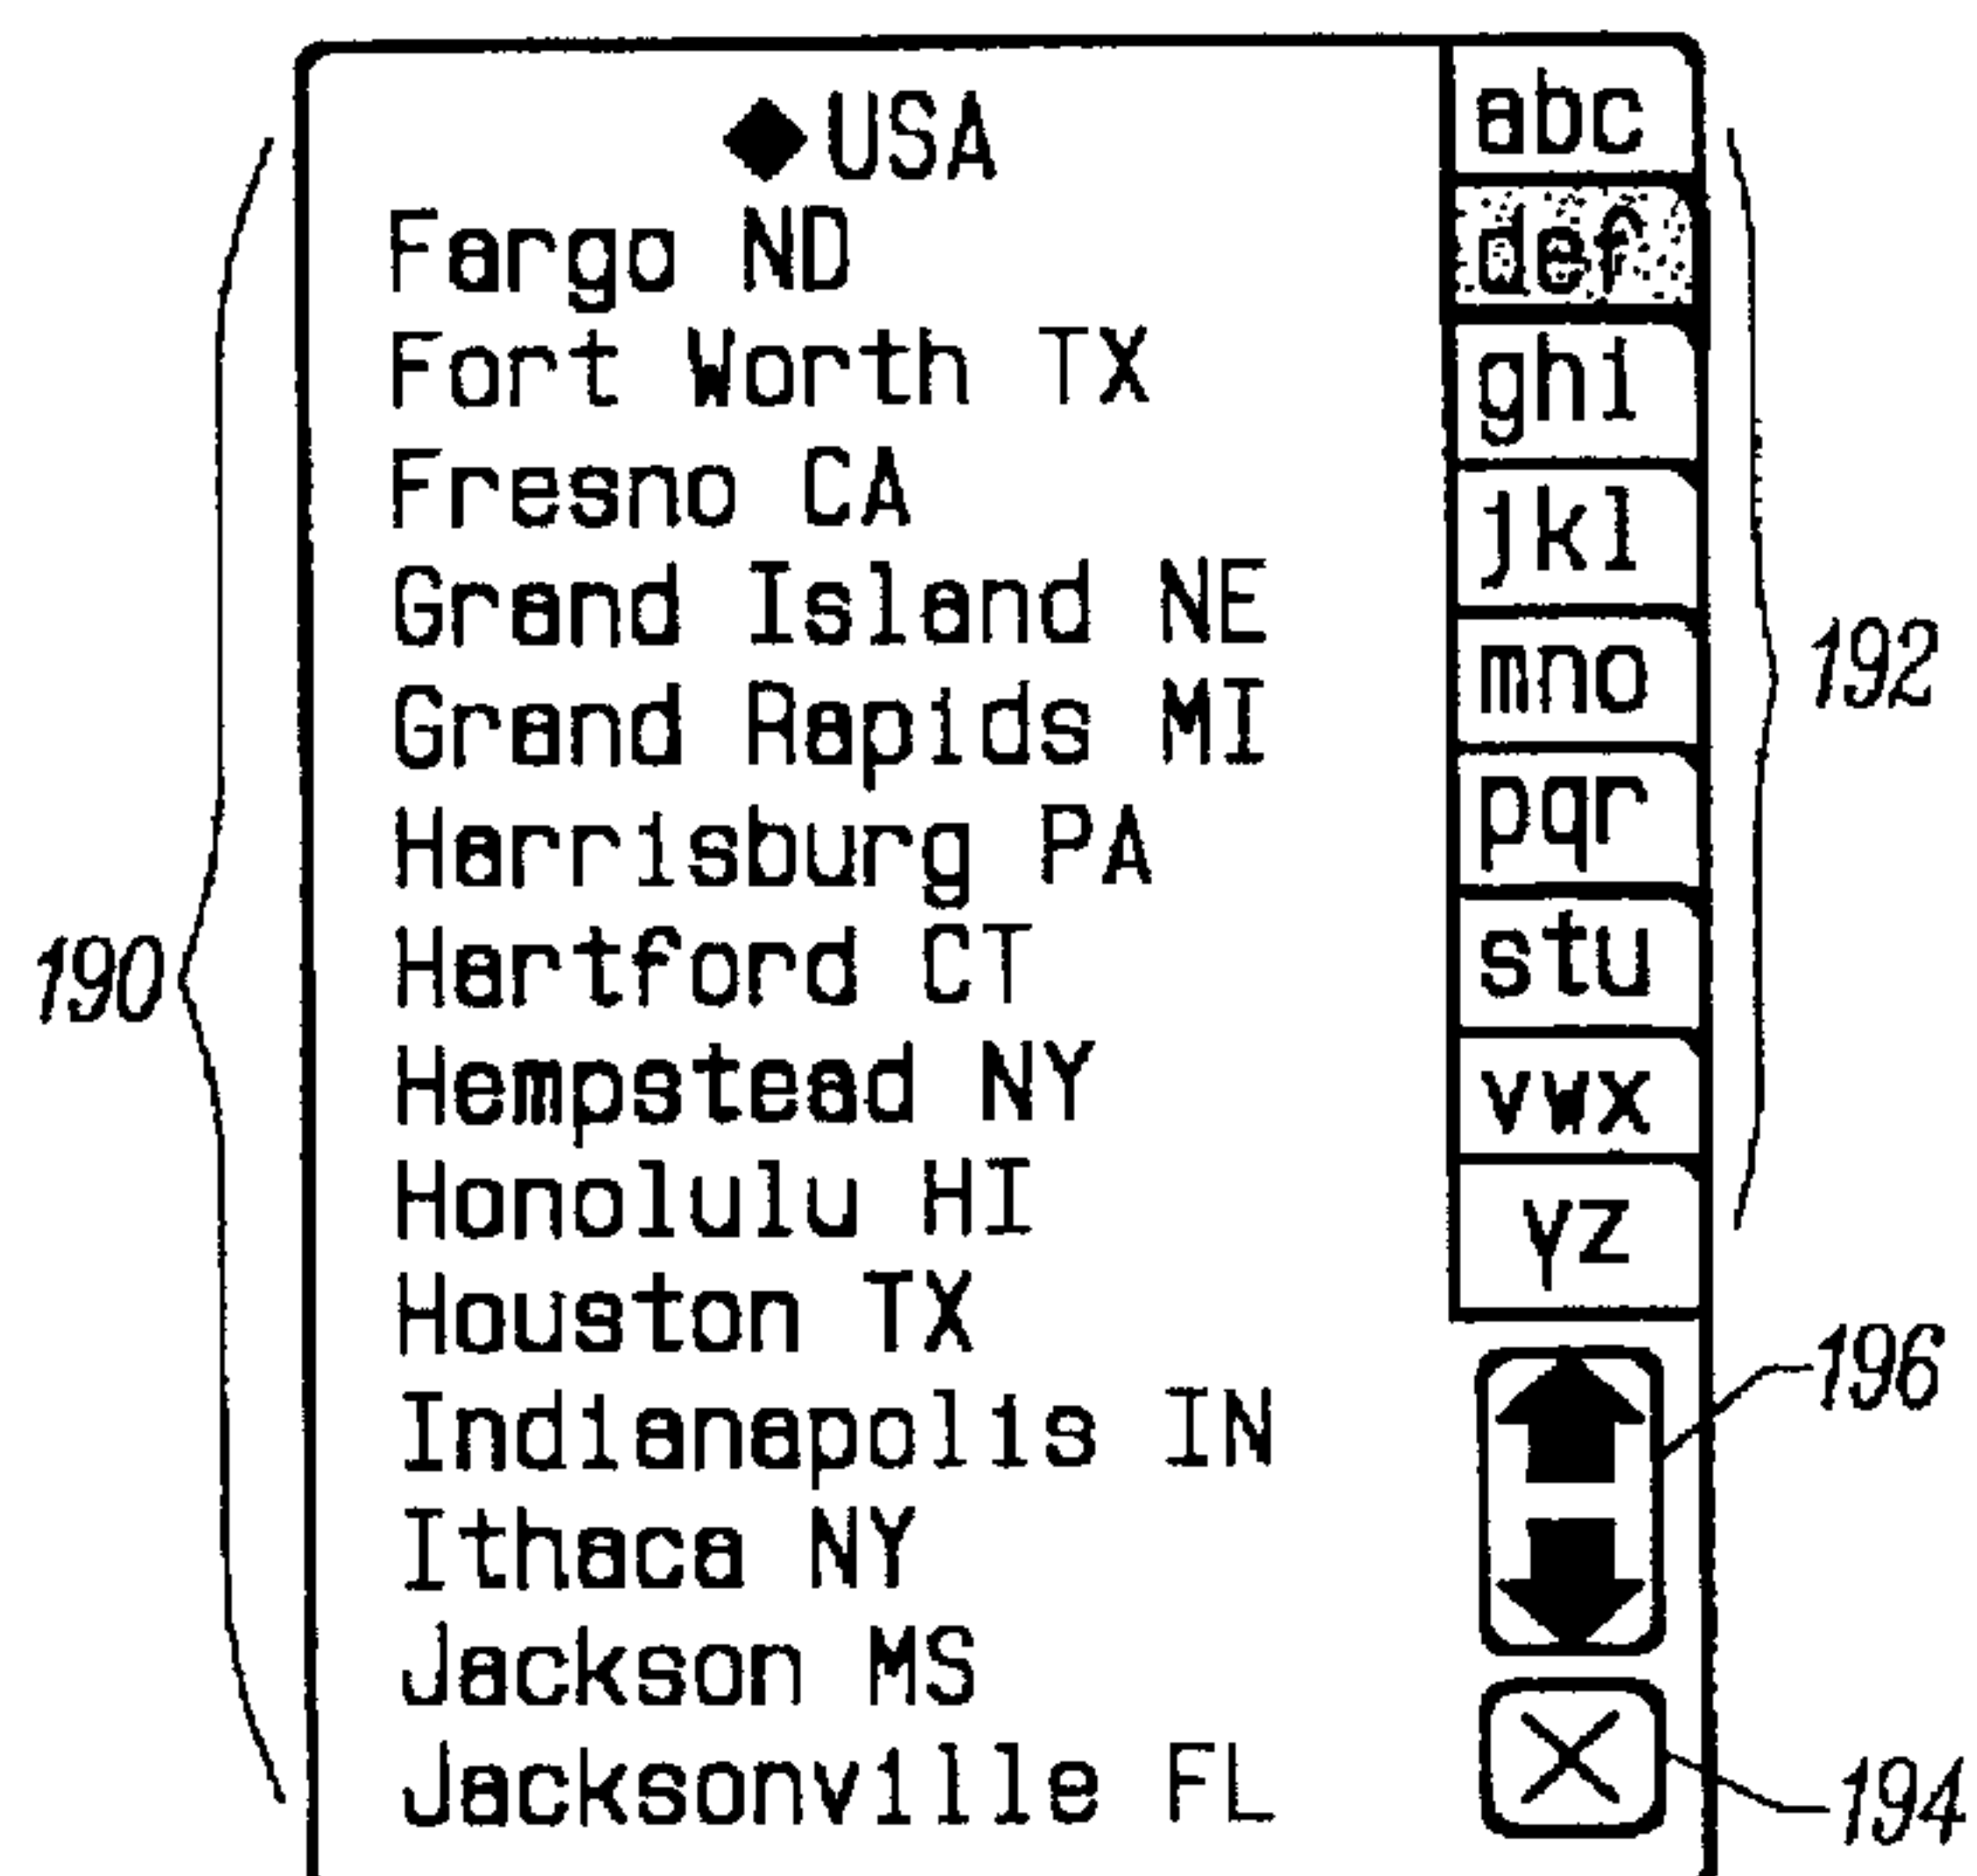 ◆USA
Fargo ND
Fort Worth TX
Fresno CA
Grand Island NE
Grand Rapids MI
Harrisburg PA
Hartford CT
Hempstead NY
Honolulu HI
Houston TX
Indianapolis IN
Ithaca NY
Jackson MS
Jacksonville FL
abc
def
ghi
jkl
mno
pqr
stu
vwx
yz
190
192
196
194